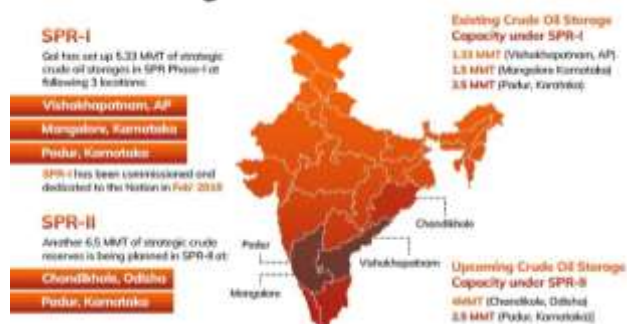 SPR-I
GoI has set up 5.33 MMT of strategic
crude oil storages in SPR Phase-I at
following 3 locations:
Vishakhapatnam, AP
Mangalore, Karnataka
Padur, Karnataka
SPR-I has been commissioned and
dedicated to the Nation in Feb' 2019
SPR-II
Another 6.5 MMT of strategic crude
reserves is being planned in SPR-II at:
Chandikhole, Odisha
Padur, Karnataka
Existing Crude Oil Storage
Capacity under SPR-I
1.33 MMT (Vishakhapatnam, AP)
1.5 MMT (Mangalore Karnataka)
2.5 MMT (Padur, Karnataka)
Chandikhole
Padur
Vishakhapatnam
Mangalore
Upcoming Crude Oil Storage
Capacity under SPR-II
4MMT (Chandikole, Odisha)
2.5 MMT (Padur, Karnataka)]